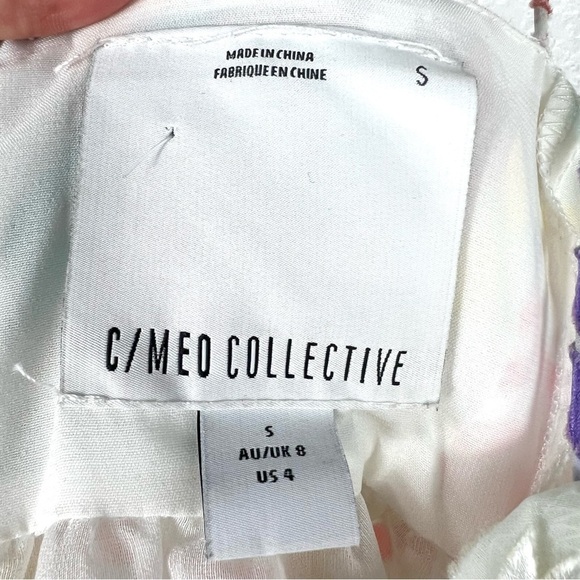 MADE IN CHINA
FABRIQUE EN CHINE
S
C/MEO COLLECTIVE
S
AU/UK 8
US 4